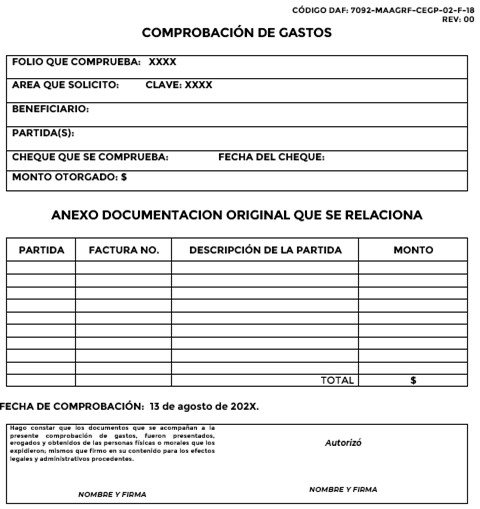 CÓDIGO DAF: 7092-MAAGRF-CEGP-02-F-18
REV: 00
COMPROBACIÓN DE GASTOS
FOLIO QUE COMPRUEBA: XXXX
AREA QUE SOLICITO: CLAVE: XXXX
BENEFICIARIO:
PARTIDA(S):
CHEQUE QUE SE COMPRUEBA: FECHA DEL CHEQUE:
MONTO OTORGADO: $
ANEXO DOCUMENTACION ORIGINAL QUE SE RELACIONA
PARTIDA FACTURA NO. DESCRIPCIÓN DE LA PARTIDA MONTO
TOTAL $
FECHA DE COMPROBACIÓN: 13 de agosto de 202X.
Hago constar que los documentos que se acompañan a la
presente comprobación de gastos, fueron presentados,
erogados y obtenidos de las personas físicas o morales que los
expidieron; mismos que firmo en su contenido para los efectos
legales y administrativos procedentes.
Autorizó
NOMBRE Y FIRMA
NOMBRE Y FIRMA